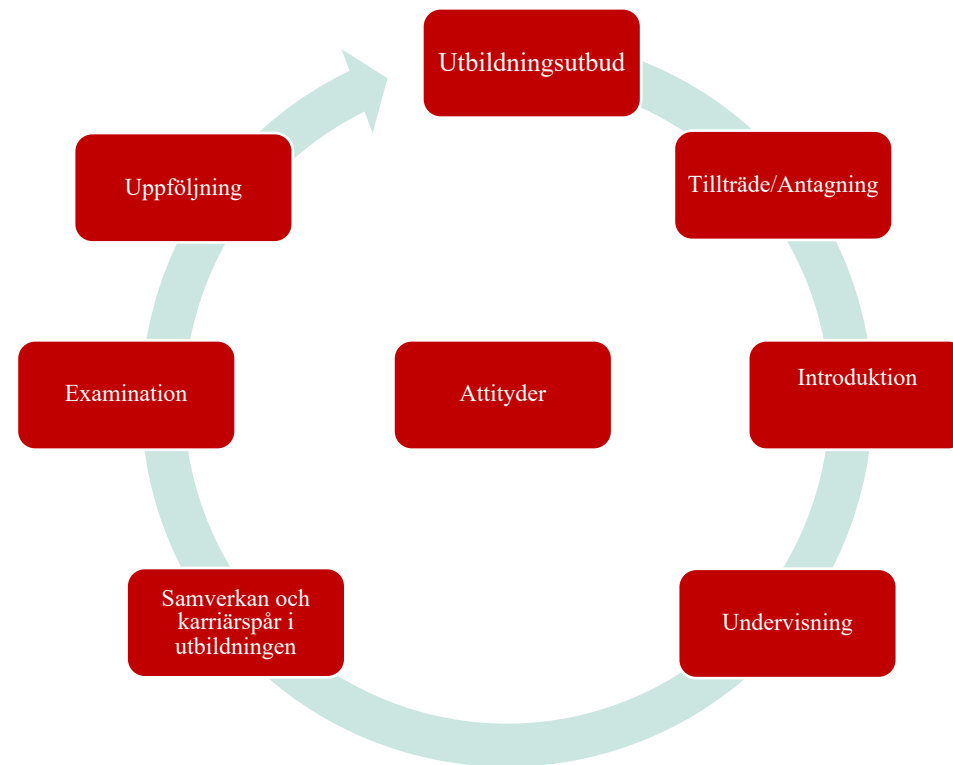 Utbildningsutbud
Tillträde/Antagning
Introduktion
Undervisning
Samverkan och
karriärspår i
utbildningen
Examination
Uppföljning
Attityder